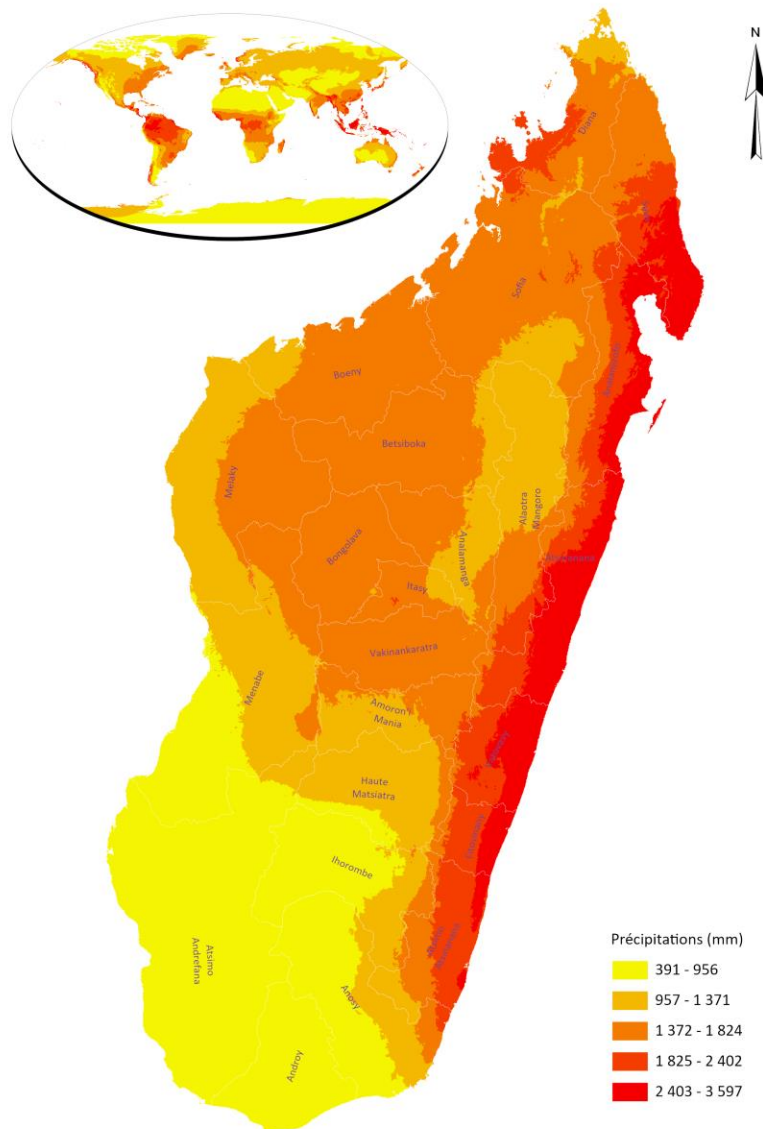 N
Diana
Sofia
Boeny
Betsiboka
Melaky
Alaotra
Mangoro
Bongolava
Analamanga
Itasy
Vakinankaratra
Menabe
Amoron'i
Mania
Haute
Matsiatra
Ihorombe
Atsimo
Andrefana
Anosy
Androy
Précipitations (mm)
391 - 956
957 - 1 371
1 372 - 1 824
1 825 - 2 402
2 403 - 3 597